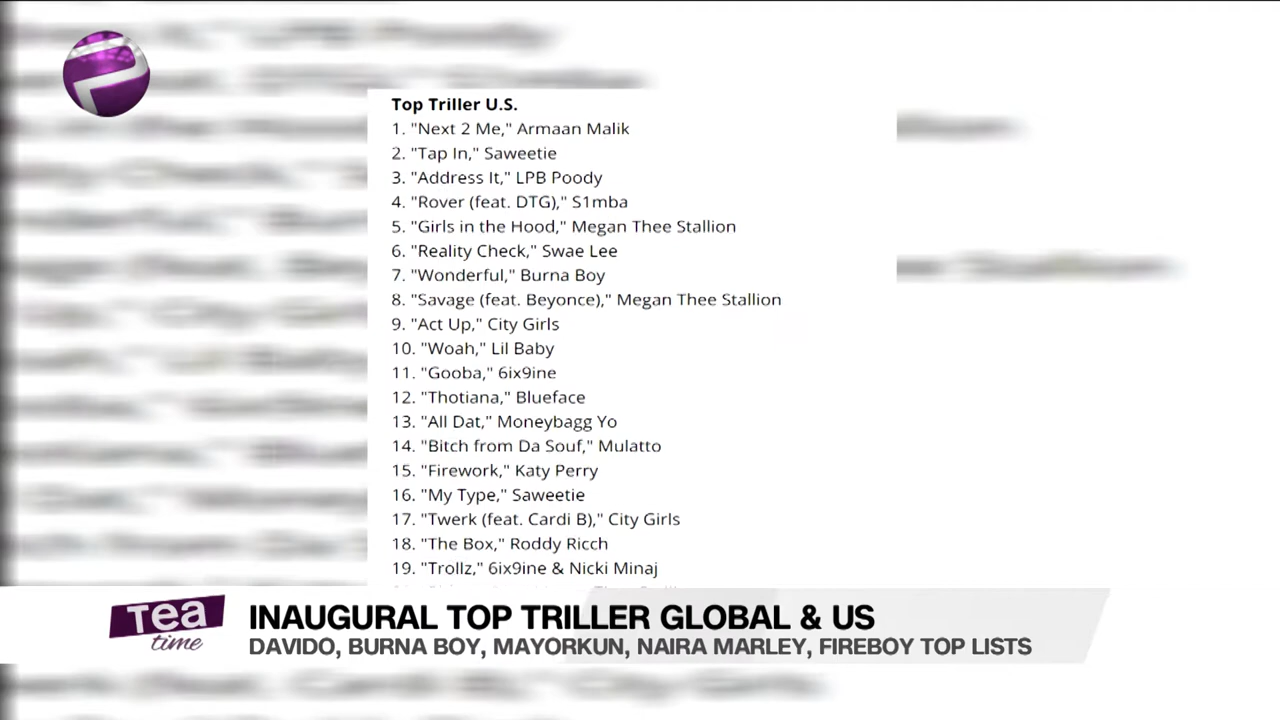 Top Triller U.S.
1. "Next 2 Me," Armaan Malik
2. "Tap In," Saweetie
3. "Address It," LPB Poody
4. "Rover (feat. DTG)," S1mba
5. "Girls in the Hood," Megan Thee Stallion
6. "Reality Check," Swae Lee
7. "Wonderful," Burna Boy
8. "Savage (feat. Beyonce)," Megan Thee Stallion
9. "Act Up," City Girls
10. "Woah," Lil Baby
11. "Gooba," 6ix9ine
12. "Thotiana," Blueface
13. "All Dat," Moneybagg Yo
14. "Bitch from Da Souf," Mulatto
15. "Firework," Katy Perry
16. "My Type," Saweetie
17. "Twerk (feat. Cardi B)," City Girls
18. "The Box," Roddy Ricch
19. "Trollz," 6ix9ine & Nicki Minaj
Tea time
INAUGURAL TOP TRILLER GLOBAL & US
DAVIDO, BURNA BOY, MAYORKUN, NAIRA MARLEY, FIREBOY TOP LISTS